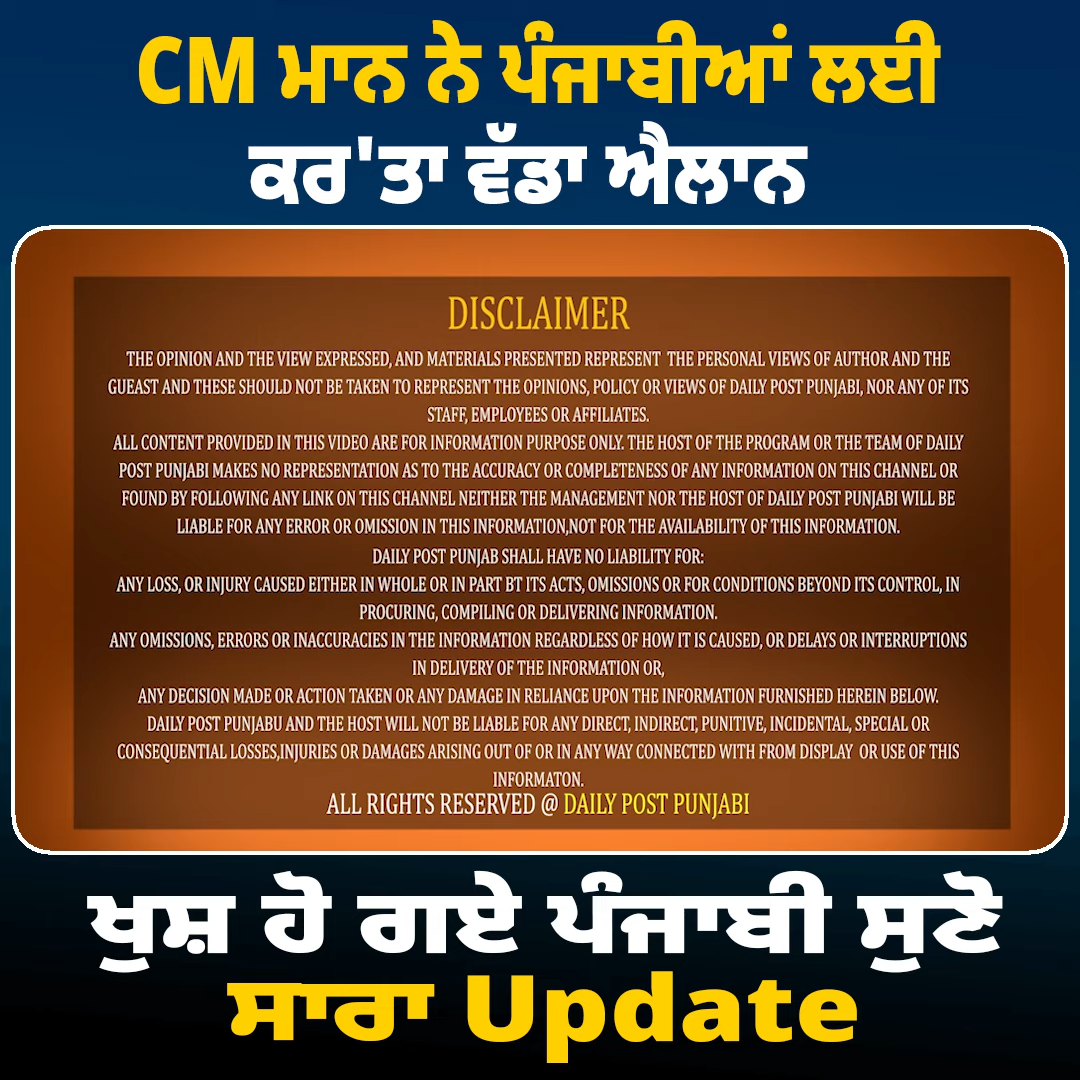 CM ਮਾਨ ਨੇ ਪੰਜਾਬੀਆਂ ਲਈ
ਕਰ'ਤਾ ਵੱਡਾ ਐਲਾਨ
DISCLAIMER
THE OPINION AND THE VIEW EXPRESSED, AND MATERIALS PRESENTED REPRESENT THE PERSONAL VIEWS OF AUTHOR AND THE
GUEAST AND THESE SHOULD NOT BE TAKEN TO REPRESENT THE OPINIONS, POLICY OR VIEWS OF DAILY POST PUNJABI, NOR ANY OF ITS
STAFF, EMPLOYEES OR AFFILIATES.
ALL CONTENT PROVIDED IN THIS VIDEO ARE FOR INFORMATION PURPOSE ONLY. THE HOST OF THE PROGRAM OR THE TEAM OF DAILY
POST PUNJABI MAKES NO REPRESENTATION AS TO THE ACCURACY OR COMPLETENESS OF ANY INFORMATION ON THIS CHANNEL OR
FOUND BY FOLLOWING ANY LINK ON THIS CHANNEL NEITHER THE MANAGEMENT NOR THE HOST OF DAILY POST PUNJABI WILL BE
LIABLE FOR ANY ERROR OR OMISSION IN THIS INFORMATION,NOT FOR THE AVAILABILITY OF THIS INFORMATION.
DAILY POST PUNJAB SHALL HAVE NO LIABILITY FOR:
ANY LOSS, OR INJURY CAUSED EITHER IN WHOLE OR IN PART BT ITS ACTS, OMISSIONS OR FOR CONDITIONS BEYOND ITS CONTROL, IN
PROCURING, COMPILING OR DELIVERING INFORMATION.
ANY OMISSIONS, ERRORS OR INACCURACIES IN THE INFORMATION REGARDLESS OF HOW IT IS CAUSED, OR DELAYS OR INTERRUPTIONS
IN DELIVERY OF THE INFORMATION OR,
ANY DECISION MADE OR ACTION TAKEN OR ANY DAMAGE IN RELIANCE UPON THE INFORMATION FURNISHED HEREIN BELOW.
DAILY POST PUNJABU AND THE HOST WILL NOT BE LIABLE FOR ANY DIRECT, INDIRECT, PUNITIVE, INCIDENTAL, SPECIAL OR
CONSEQUENTIAL LOSSES,INJURIES OR DAMAGES ARISING OUT OF OR IN ANY WAY CONNECTED WITH FROM DISPLAY OR USE OF THIS
INFORMATON.
ALL RIGHTS RESERVED @ DAILY POST PUNJABI
ਖੁਸ਼ ਹੋ ਗਏ ਪੰਜਾਬੀ ਸੁਣੋ
ਸਾਰਾ Update